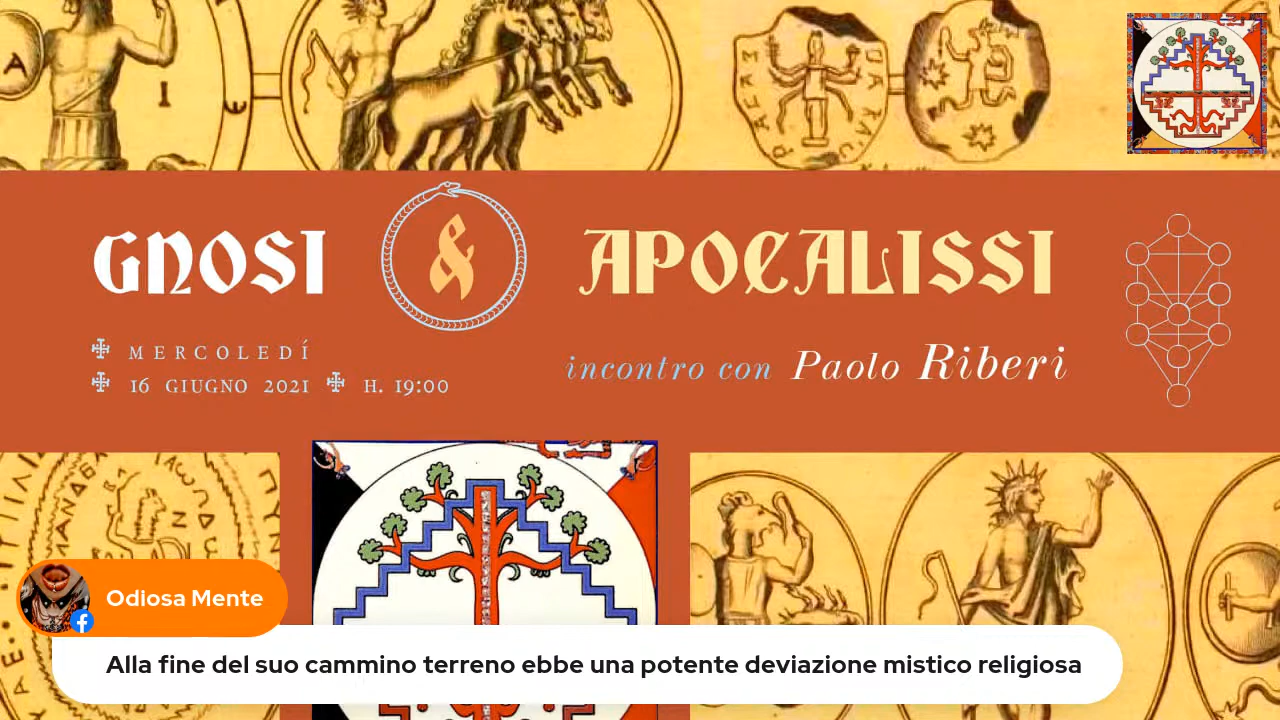 GNOSI & APOCALISSI
MERCOLEDÍ
16 GIUGNO 2021 H. 19:00
incontro con Paolo Riberi
Odiosa Mente
Alla fine del suo cammino terreno ebbe una potente deviazione mistico religiosa